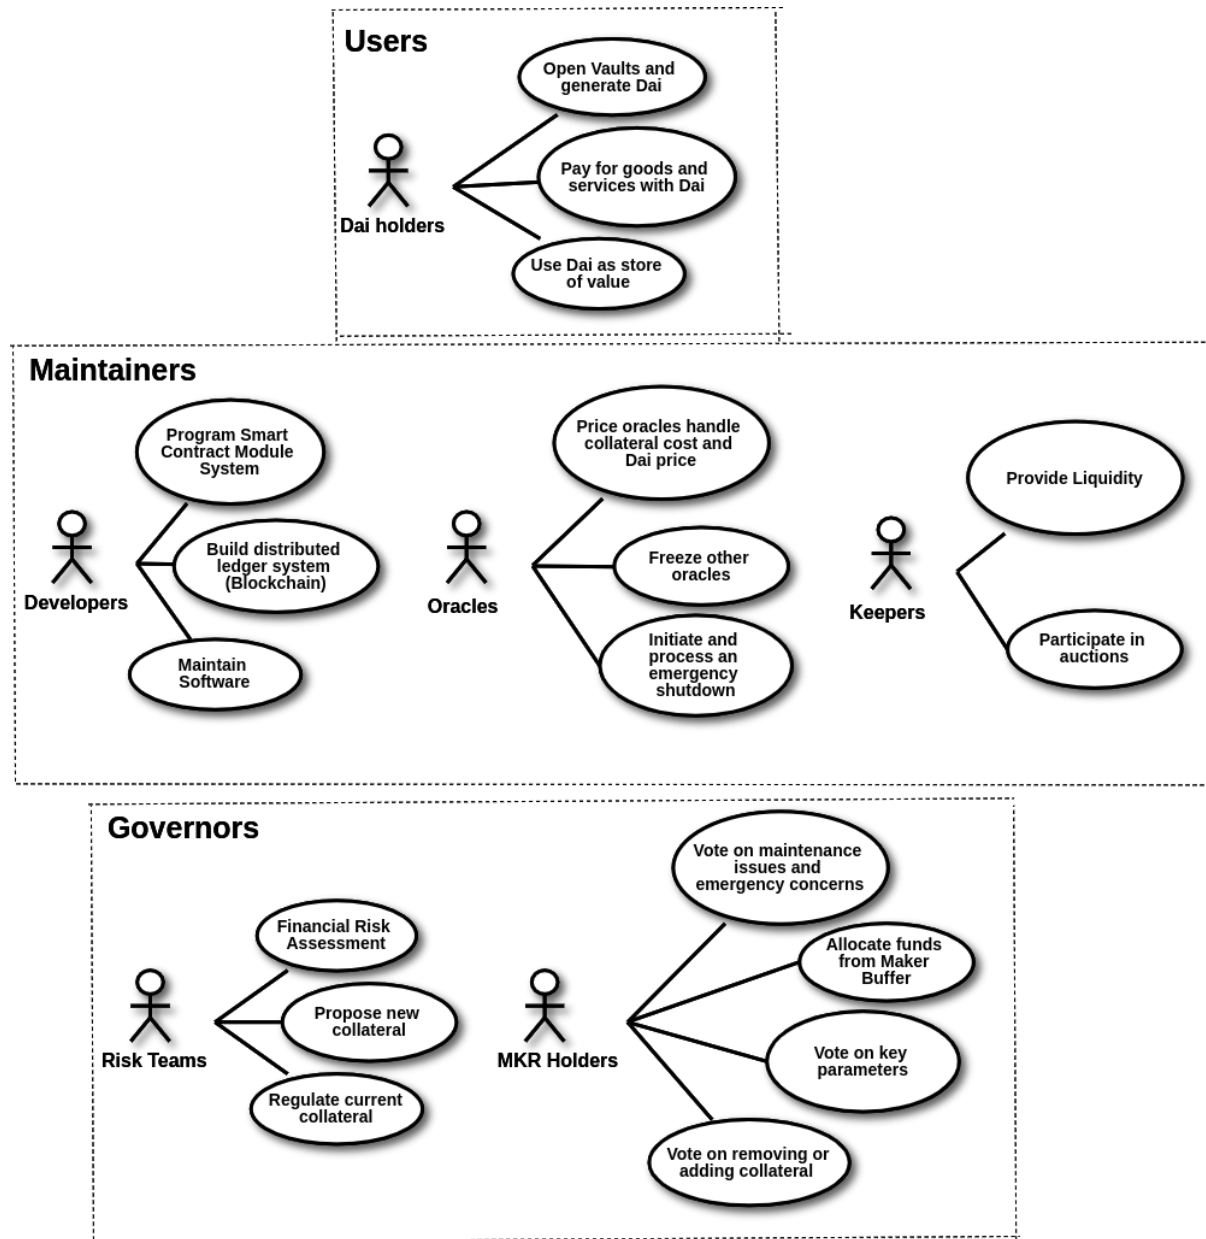 Users
Open Vaults and
generate Dai
Pay for goods and
services with Dai
Dai holders
Use Dai as store
of value
Maintainers
Program Smart
Contract Module
System
Build distributed
ledger system
(Blockchain)
Developers
Maintain
Software
Price oracles handle
collateral cost and
Dai price
Freeze other
oracles
Oracles
Initiate and
process an
emergency
shutdown
Provide Liquidity
Keepers
Participate in
auctions
Governors
Financial Risk
Assessment
Propose new
collateral
Risk Teams
Regulate current
collateral
Vote on maintenance
issues and
emergency concerns
Allocate funds
from Maker
Buffer
Vote on key
parameters
MKR Holders
Vote on removing or
adding collateral